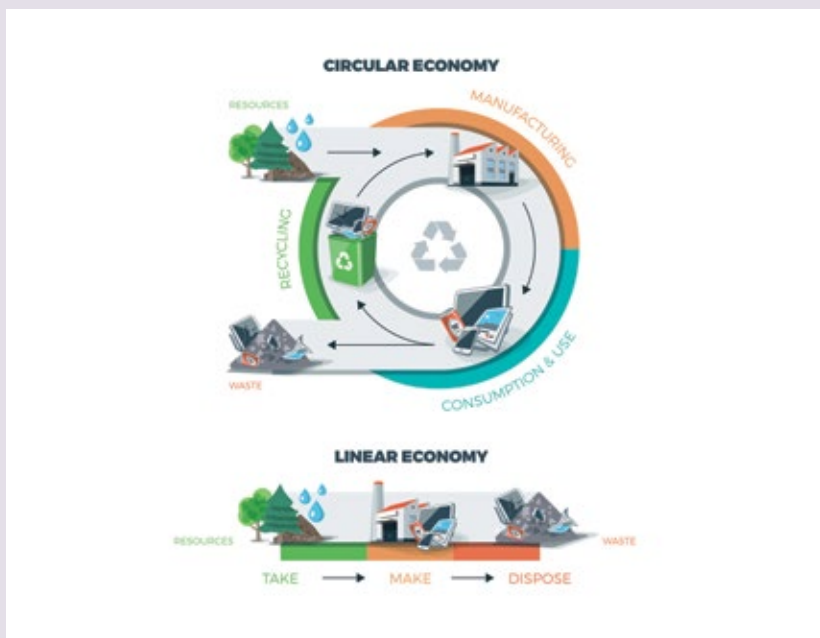 CIRCULAR ECONOMY
RESOURCES
MANUFACTURING
RECYCLING
WASTE
CONSUMPTION & USE
LINEAR ECONOMY
RESOURCES
WASTE
TAKE MAKE DISPOSE